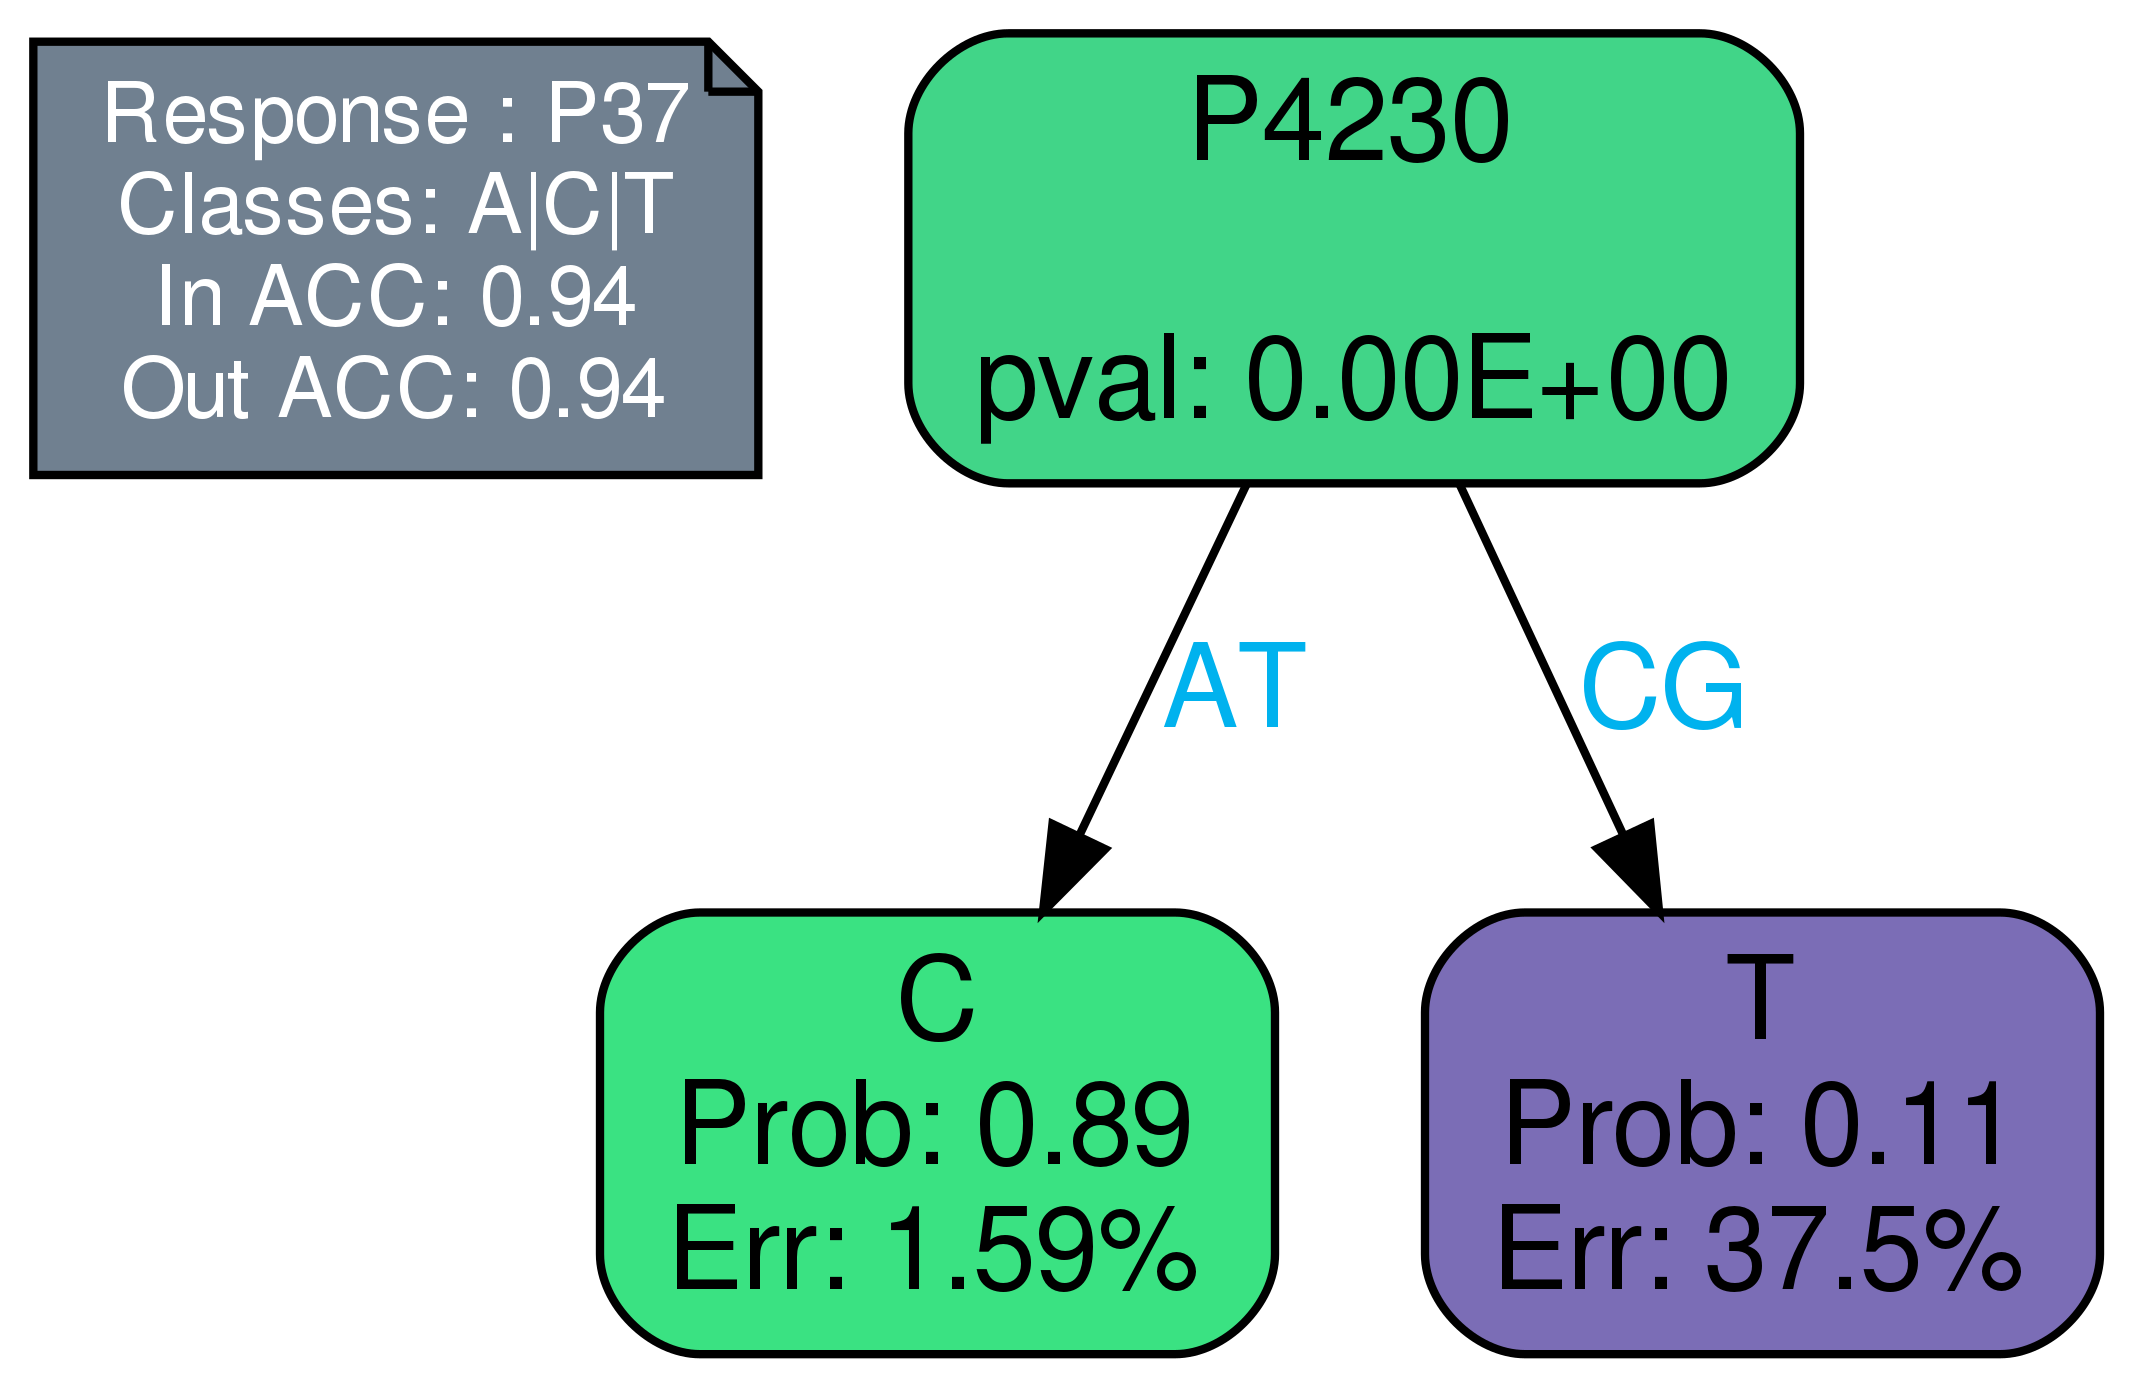 Response : P37
Classes: A|C|T
In ACC: 0.94
Out ACC: 0.94
P4230
pval: 0.00E+00
AT
CG
C
Prob: 0.89
Err: 1.59%
T
Prob: 0.11
Err: 37.5%